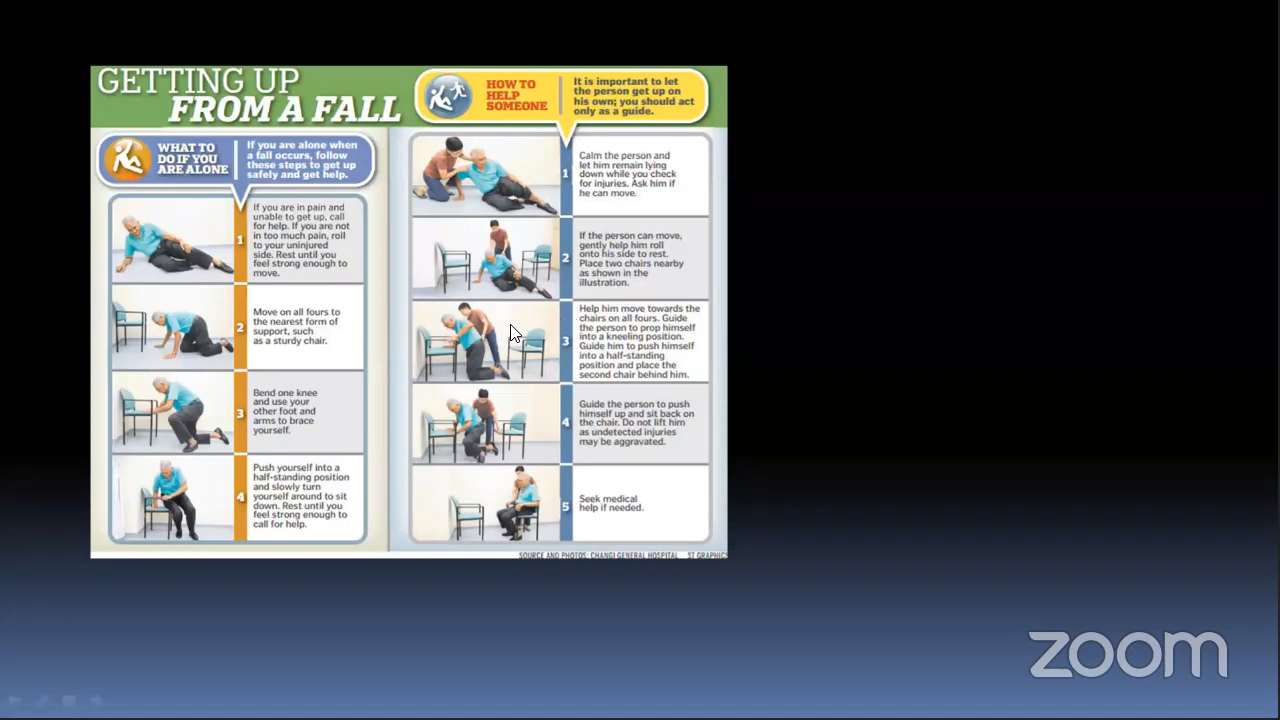 GETTING UP
FROM A FALL
WHAT TO
DO IF YOU
ARE ALONE
If you are alone when
a fall occurs, follow
these steps to get up
safely and get help.
1
If you are in pain and
unable to get up, call
for help. If you are not
in too much pain, roll
to your uninjured
side. Rest until you
feel strong enough to
move.
2
Move on all fours to
the nearest form of
support, such
as a sturdy chair.
3
Bend one knee
and use your
other foot and
arms to brace
yourself.
4
Push yourself into a
half-standing position
and slowly turn
yourself around to sit
down. Rest until you
feel strong enough to
call for help.
HOW TO
HELP
SOMEONE
It is important to let
the person get up on
his own; you should act
only as a guide.
1
Calm the person and
let him remain lying
down while you check
for injuries. Ask him if
he can move.
2
If the person can move,
gently help him roll
onto his side to rest.
Place two chairs nearby
as shown in the
illustration.
3
Help him move towards the
chairs on all fours. Guide
the person to prop himself
into a kneeling position.
Guide him to push himself
into a half-standing
position and place the
second chair behind him.
4
Guide the person to push
himself up and sit back on
the chair. Do not lift him
as undetected injuries
may be aggravated.
5
Seek medical
help if needed.
SOURCE AND PHOTOS: CHANGI GENERAL HOSPITAL ST GRAPHICS
zoom